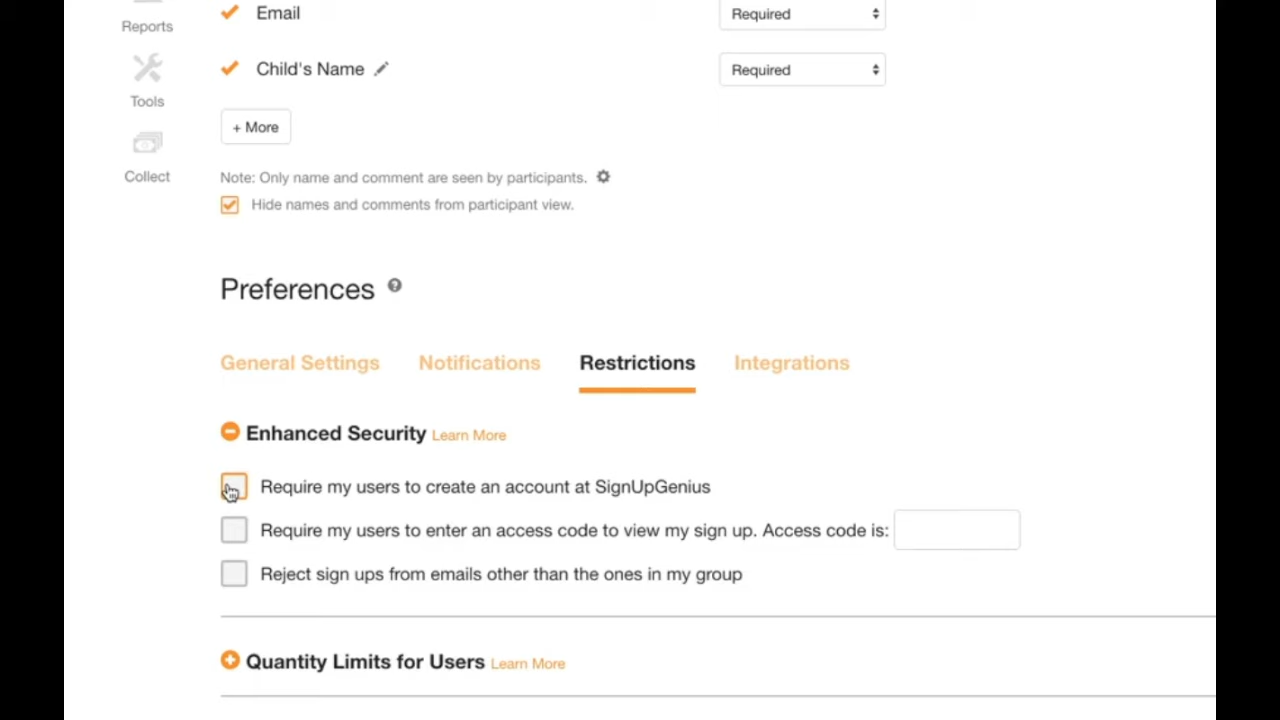 Reports
Email
Required
Tools
Child's Name
Required
+ More
Collect
Note: Only name and comment are seen by participants.
Hide names and comments from participant view.
Preferences
General Settings
Notifications
Restrictions
Integrations
Enhanced Security Learn More
Require my users to create an account at SignUpGenius
Require my users to enter an access code to view my sign up. Access code is:
Reject sign ups from emails other than the ones in my group
Quantity Limits for Users Learn More